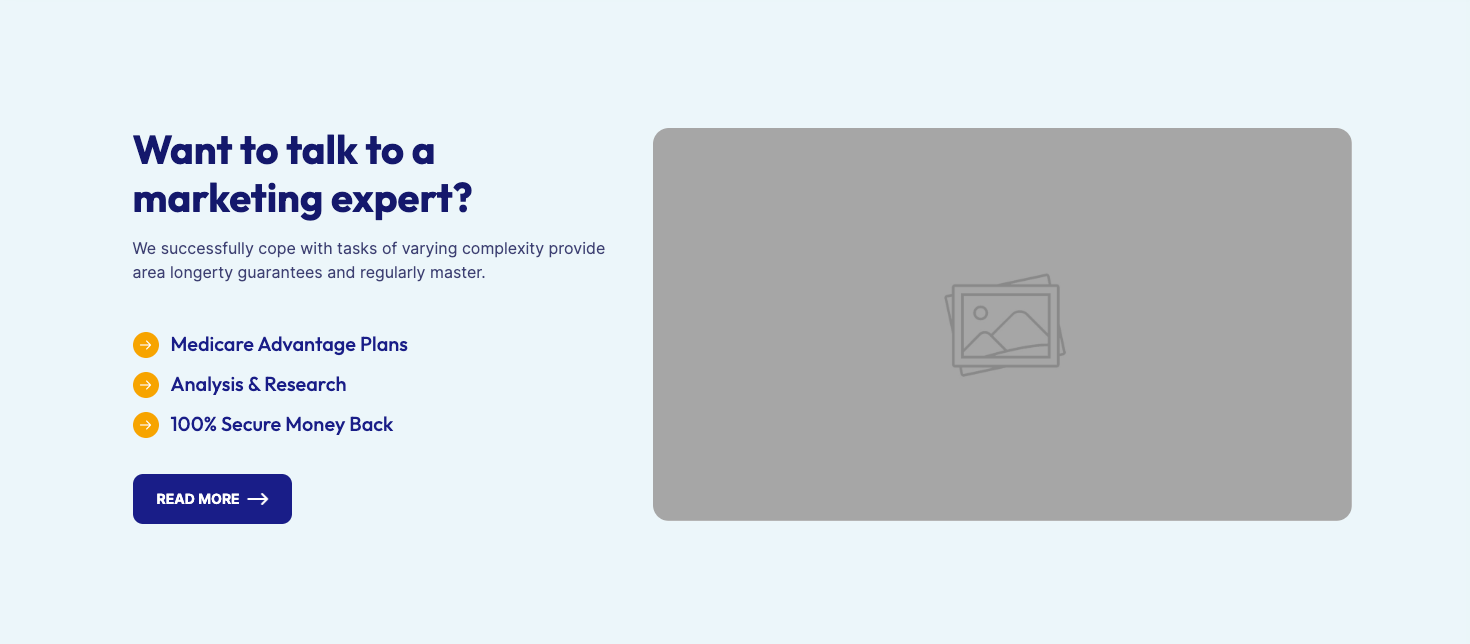 Want to talk to a
marketing expert?
We successfully cope with tasks of varying complexity provide
area longerty guarantees and regularly master.
Medicare Advantage Plans
Analysis & Research
100% Secure Money Back
READ MORE